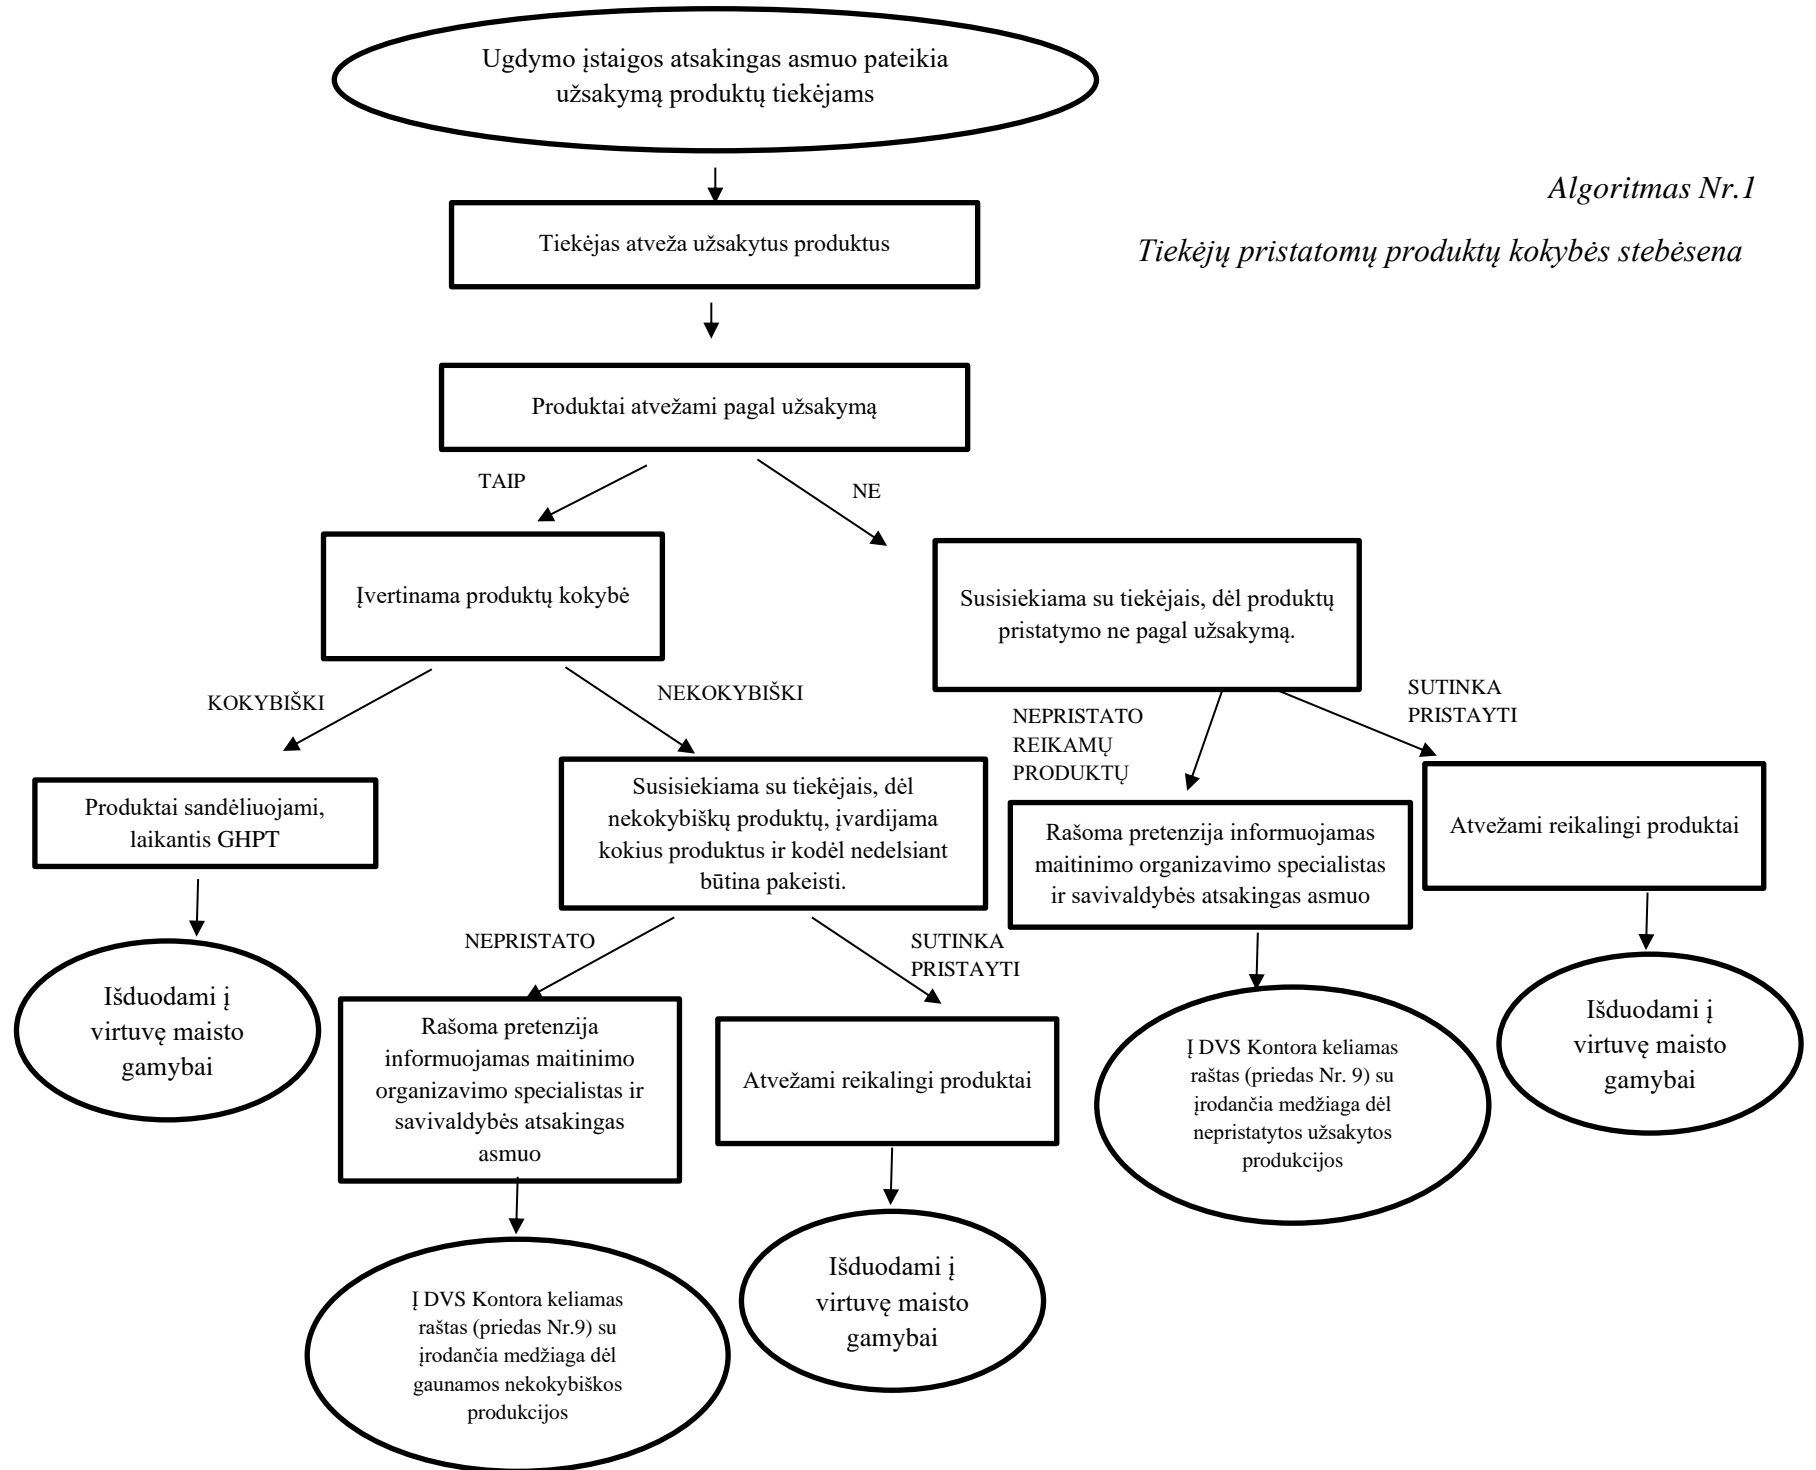 Ugdymo įstaigos atsakingas asmuo pateikia
užsakymą produktų tiekėjams
Algoritmas Nr.1
Tiekėjų pristatomų produktų kokybės stebėsena
Tiekėjas atveža užsakytus produktus
Produktai atvežami pagal užsakymą
TAIP
NE
Įvertinama produktų kokybė
Susisiekiama su tiekėjais, dėl produktų
pristatymo ne pagal užsakymą.
KOKYBIŠKI
NEKOKYBIŠKI
NEPRISTATO
REIKAMŲ
PRODUKTŲ
SUTINKA
PRISTAYTI
Produktai sandėliuojami,
laikantis GHPT
Susisiekiama su tiekėjais, dėl
nekokybiškų produktų, įvardijama
kokius produktus ir kodėl nedelsiant
būtina pakeisti.
Rašoma pretenzija informuojamas
maitinimo organizavimo specialistas
ir savivaldybės atsakingas asmuo
Atvežami reikalingi produktai
NEPRISTATO
SUTINKA
PRISTAYTI
Išduodami į
virtuvę maisto
gamybai
Rašoma pretenzija
informuojamas maitinimo
organizavimo specialistas ir
savivaldybės atsakingas
asmuo
Atvežami reikalingi produktai
Į DVS Kontora keliamas
raštas (priedas Nr. 9) su
įrodančia medžiaga dėl
nepristatytos užsakytos
produkcijos
Išduodami į
virtuvę maisto
gamybai
Į DVS Kontora keliamas
raštas (priedas Nr.9) su
įrodančia medžiaga dėl
gaunamos nekokybiškos
produkcijos
Išduodami į
virtuvę maisto
gamybai